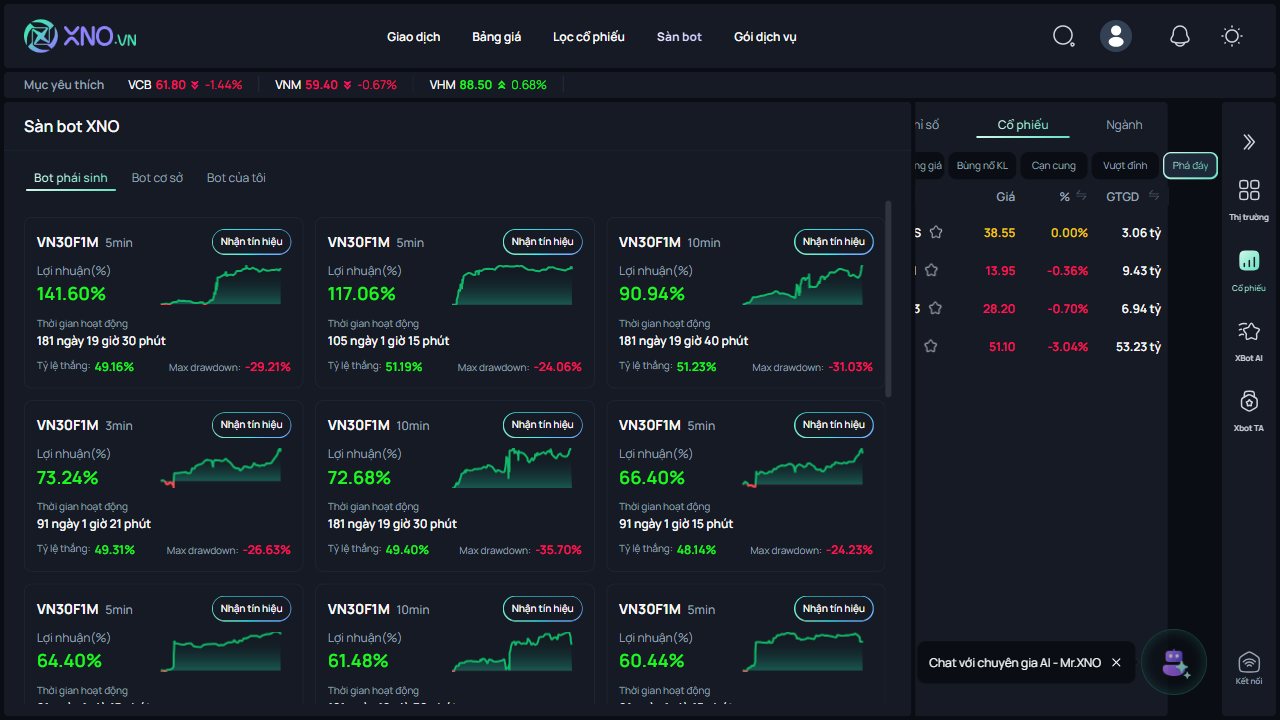 XNO.VN
Giao dịch Bảng giá Lọc cổ phiếu Sàn bot Gói dịch vụ
Mục yêu thích VCB 61.80 -1.44% VNM 59.40 -0.67% VHM 88.50 0.68%
Sàn bot XNO
Bot phái sinh Bot cơ sở Bot của tôi
VN30F1M 5min Nhận tín hiệu
Lợi nhuận(%)
141.60%
Thời gian hoạt động
181 ngày 19 giờ 30 phút
Tỷ lệ thắng: 49.16% Max drawdown: -29.21%
VN30F1M 5min Nhận tín hiệu
Lợi nhuận(%)
117.06%
Thời gian hoạt động
105 ngày 1 giờ 15 phút
Tỷ lệ thắng: 51.19% Max drawdown: -24.06%
VN30F1M 10min Nhận tín hiệu
Lợi nhuận(%)
90.94%
Thời gian hoạt động
181 ngày 19 giờ 40 phút
Tỷ lệ thắng: 51.23% Max drawdown: -31.03%
VN30F1M 3min Nhận tín hiệu
Lợi nhuận(%)
73.24%
Thời gian hoạt động
91 ngày 1 giờ 21 phút
Tỷ lệ thắng: 49.31% Max drawdown: -26.63%
VN30F1M 10min Nhận tín hiệu
Lợi nhuận(%)
72.68%
Thời gian hoạt động
181 ngày 19 giờ 30 phút
Tỷ lệ thắng: 49.40% Max drawdown: -35.70%
VN30F1M 5min Nhận tín hiệu
Lợi nhuận(%)
66.40%
Thời gian hoạt động
91 ngày 1 giờ 15 phút
Tỷ lệ thắng: 48.14% Max drawdown: -24.23%
VN30F1M 5min Nhận tín hiệu
Lợi nhuận(%)
64.40%
Thời gian hoạt động
VN30F1M 10min Nhận tín hiệu
Lợi nhuận(%)
61.48%
Thời gian hoạt động
VN30F1M 5min Nhận tín hiệu
Lợi nhuận(%)
60.44%
Thời gian hoạt động
số Cổ phiếu Ngành
giá Bùng nổ KL Cạn cung Vượt đỉnh Phá đáy
Giá % GTGD
S 38.55 0.00% 3.06 tỷ
13.95 -0.36% 9.43 tỷ
3 28.20 -0.70% 6.94 tỷ
51.10 -3.04% 53.23 tỷ
Chat với chuyên gia AI - Mr.XNO
Thị trường
Cổ phiếu
XBot AI
Xbot TA
Kết nối